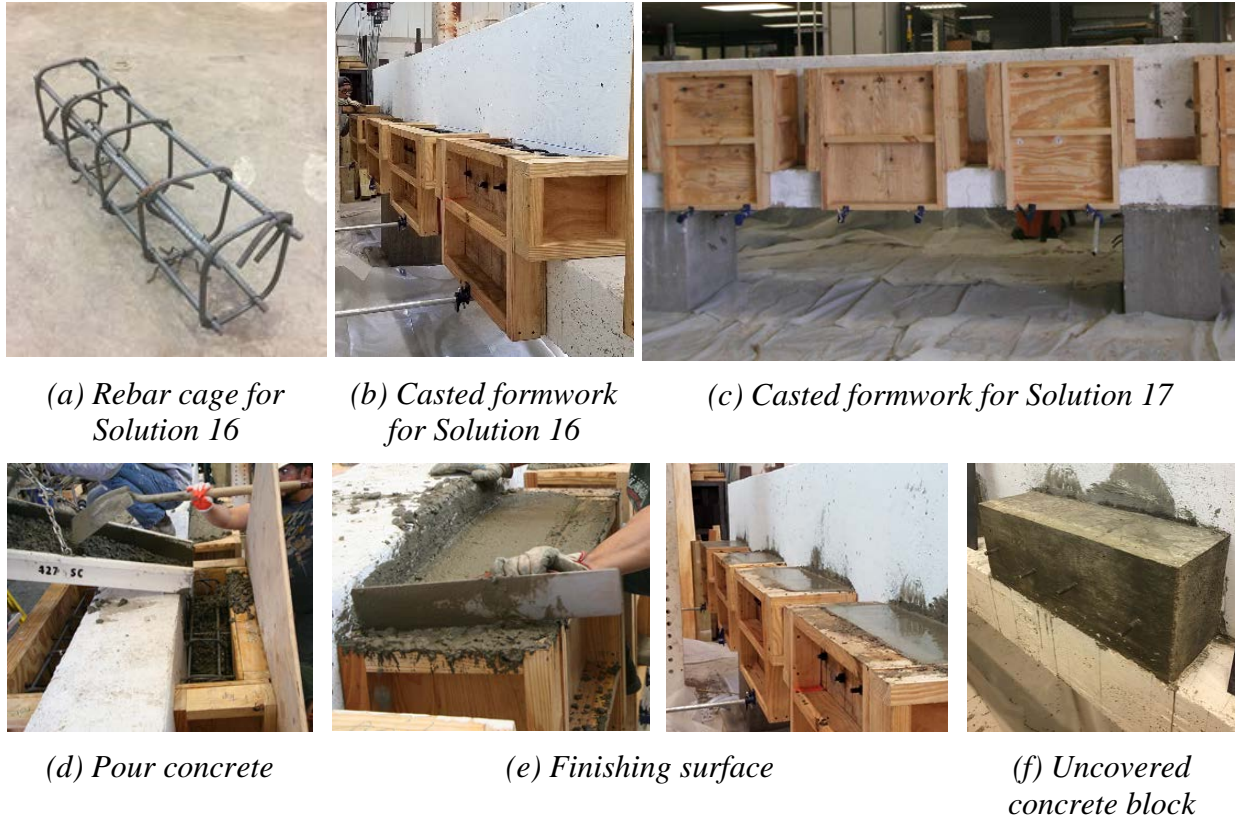 (a) Rebar cage for
Solution 16
(b) Casted formwork
for Solution 16
(c) Casted formwork for Solution 17
427 SC
(d) Pour concrete
(e) Finishing surface
(f) Uncovered
concrete block